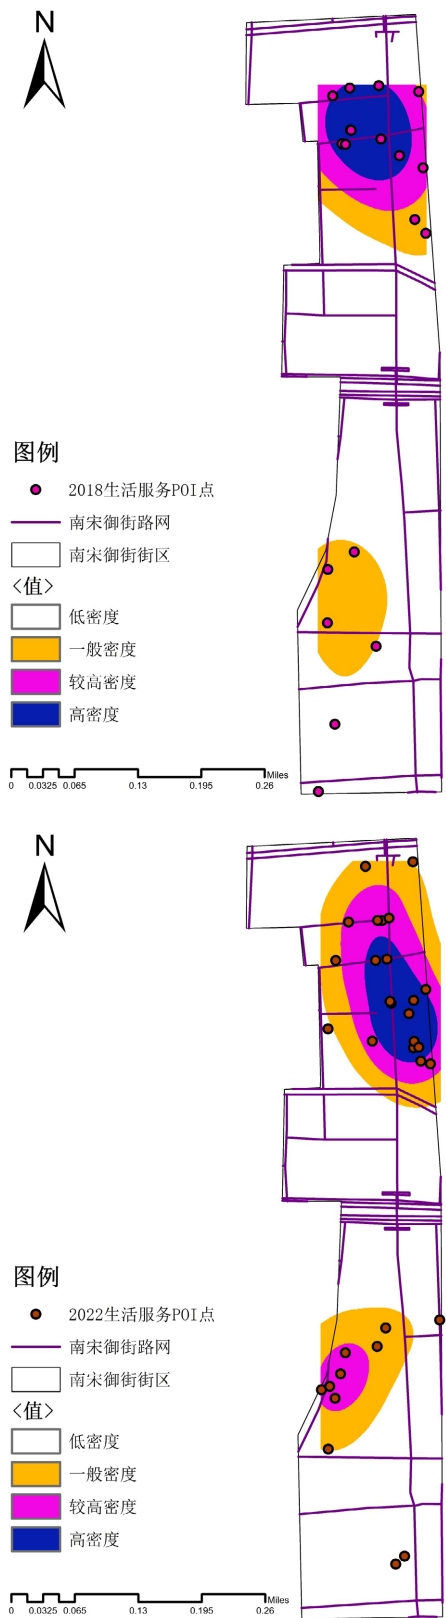 N
图例
2018生活服务POI点
南宋御街路网
南宋御街街区
<值>
低密度
一般密度
较高密度
高密度
Miles
0 0.0325 0.065 0.13 0.195 0.26
N
图例
2022生活服务POI点
南宋御街路网
南宋御街街区
<值>
低密度
一般密度
较高密度
高密度
Miles
0 0.0325 0.065 0.13 0.195 0.26